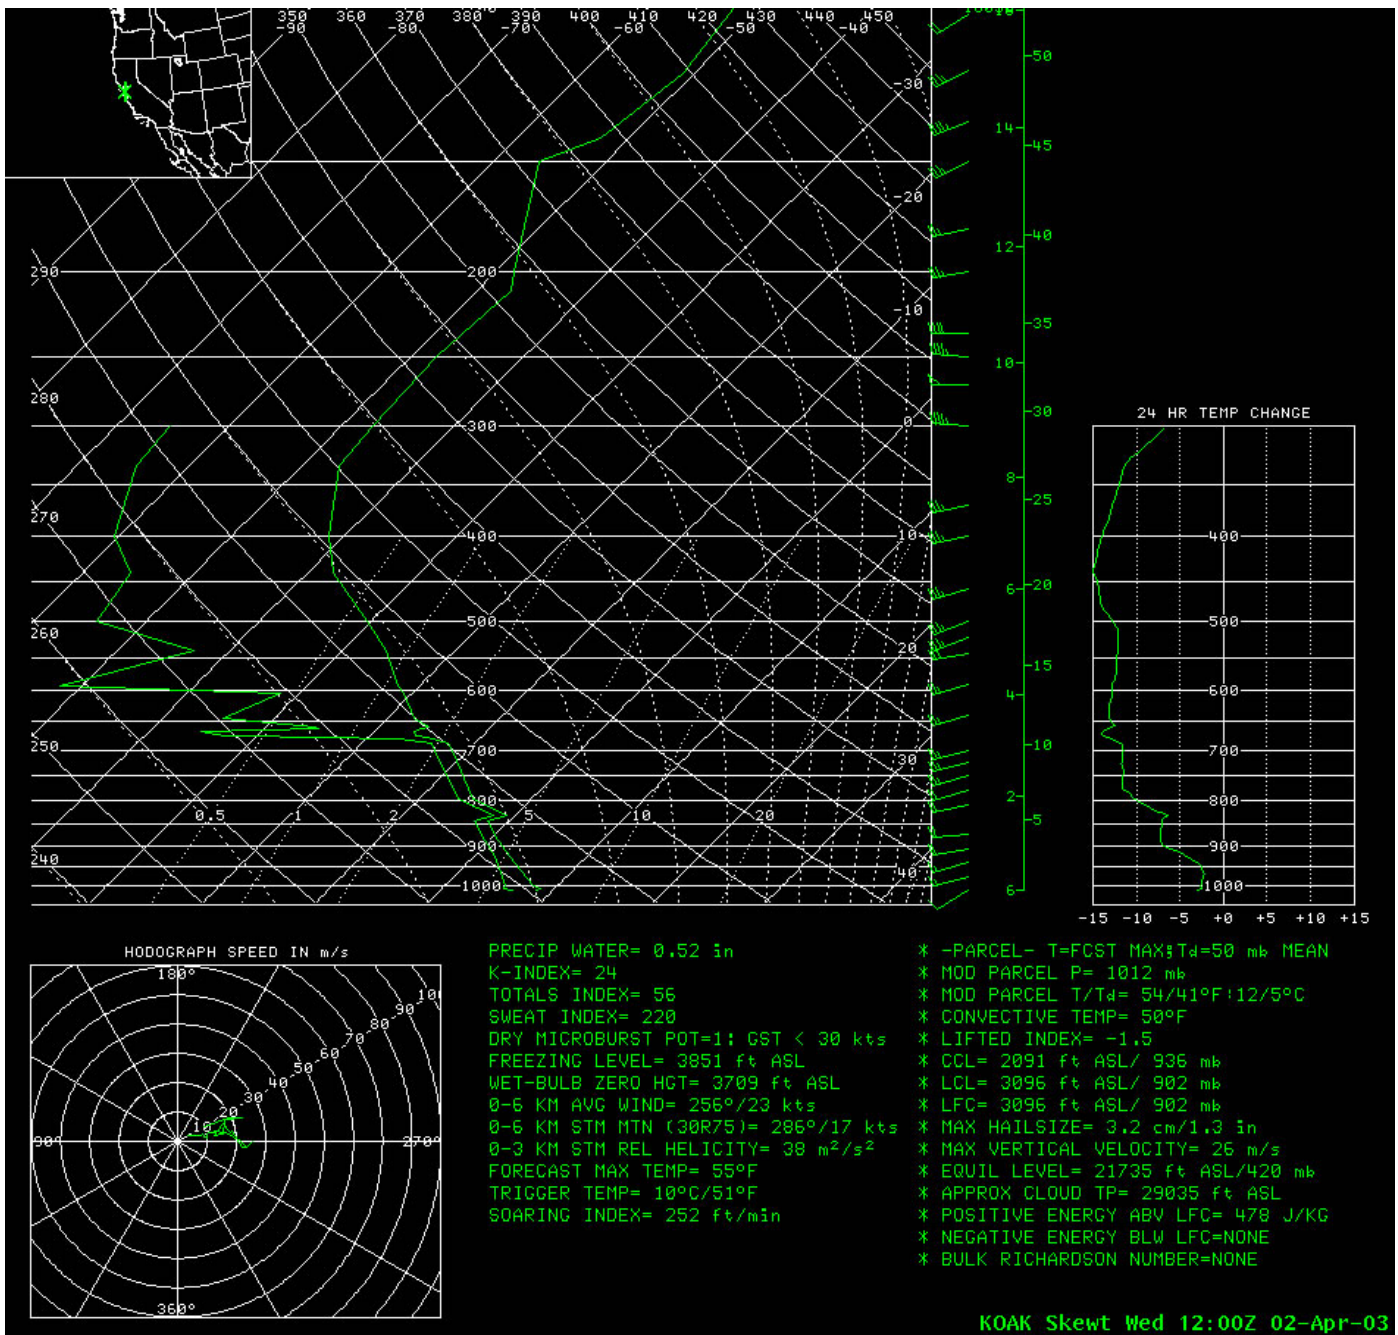 350 360 370 380 390 400 410 420 430 440 450
-90 -80 -70 -60 -50 -40
-50
-30
14
-45
-20
12 -40
290 200
-10 -35
10
280 -30
300 0
24 HR TEMP CHANGE
8
-25
270 400 10 400
6 -20
260 500 20 500
-15
600 4 600
250 700 30 -10 700
800 2 800
0.5 1 2 5 10 20 -5
240 900 40 900
1000 6 1000
-15 -10 -5 +0 +5 +10 +15
HODOGRAPH SPEED IN m/s
180°
10 20 30 40 50 60 70 80 90 100
90° 270°
360°
PRECIP WATER= 0.52 in
K-INDEX= 24
TOTALS INDEX= 56
SWEAT INDEX= 220
DRY MICROBURST POT=1: GST < 30 kts
FREEZING LEVEL= 3851 ft ASL
WET-BULB ZERO HGT= 3709 ft ASL
0-6 KM AVG WIND= 256°/23 kts
0-6 KM STM MTN (30R75)= 286°/17 kts
0-3 KM STM REL HELICITY= 38 m²/s²
FORECAST MAX TEMP= 55°F
TRIGGER TEMP= 10°C/51°F
SOARING INDEX= 252 ft/min
* -PARCEL- T=FCST MAX;Td=50 mb MEAN
* MOD PARCEL P= 1012 mb
* MOD PARCEL T/Td= 54/41°F:12/5°C
* CONVECTIVE TEMP= 50°F
* LIFTED INDEX= -1.5
* CCL= 2091 ft ASL/ 936 mb
* LCL= 3096 ft ASL/ 902 mb
* LFC= 3096 ft ASL/ 902 mb
* MAX HAILSIZE= 3.2 cm/1.3 in
* MAX VERTICAL VELOCITY= 26 m/s
* EQUIL LEVEL= 21735 ft ASL/420 mb
* APPROX CLOUD TP= 29035 ft ASL
* POSITIVE ENERGY ABV LFC= 478 J/KG
* NEGATIVE ENERGY BLW LFC=NONE
* BULK RICHARDSON NUMBER=NONE
KOAK Skewt Wed 12:00Z 02-Apr-03